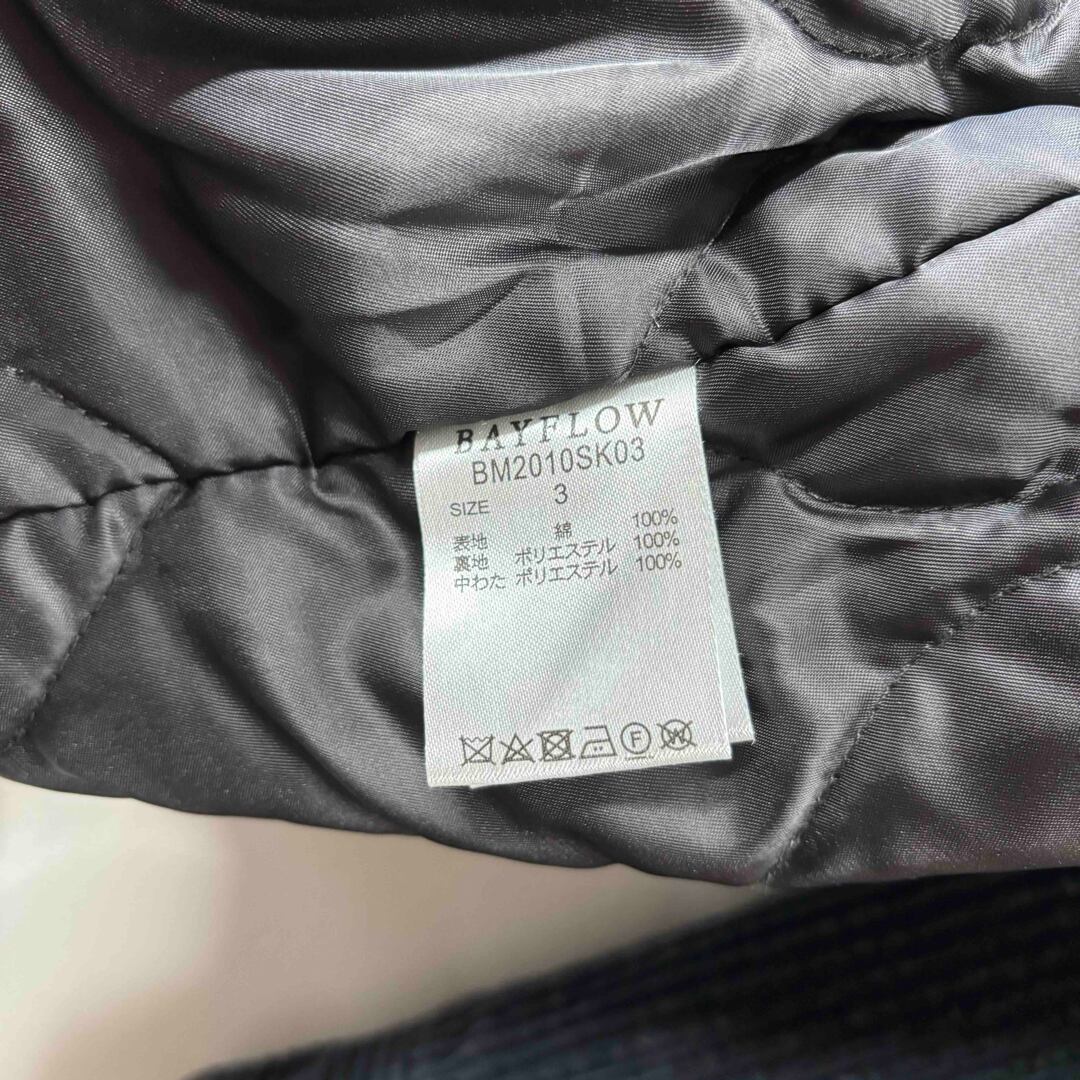 BAYFLOW
BM2010SK03
SIZE 3
表地 綿 100%
裏地 ポリエステル 100%
中わた ポリエステル 100%
F W